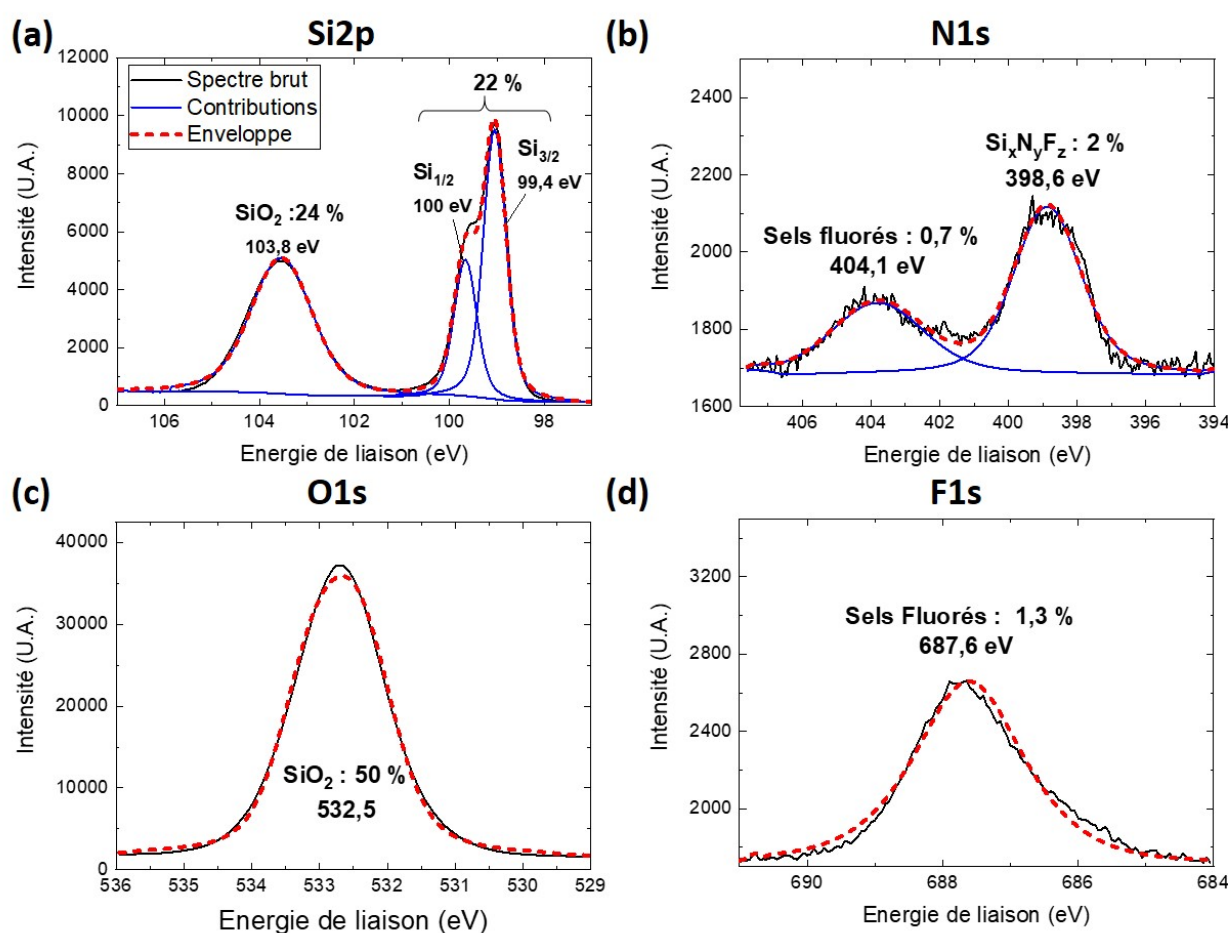 (a)
Si2p
Spectre brut
Contributions
Enveloppe
22 %
Si3/2
99,4 eV
Si1/2
100 eV
SiO2 :24 %
103,8 eV
12000
10000
8000
6000
4000
2000
0
Intensité (U.A.)
106 104 102 100 98
Energie de liaison (eV)
(b)
N1s
SixNyFz : 2 %
398,6 eV
Sels fluorés : 0,7 %
404,1 eV
2400
2200
2000
1800
1600
Intensité (U.A.)
406 404 402 400 398 396 394
Energie de liaison (eV)
(c)
O1s
SiO2 : 50 %
532,5
40000
30000
20000
10000
0
Intensité (U.A.)
536 535 534 533 532 531 530 529
Energie de liaison (eV)
(d)
F1s
Sels Fluorés : 1,3 %
687,6 eV
3200
2800
2400
2000
Intensité (U.A.)
690 688 686 684
Energie de liaison (eV)